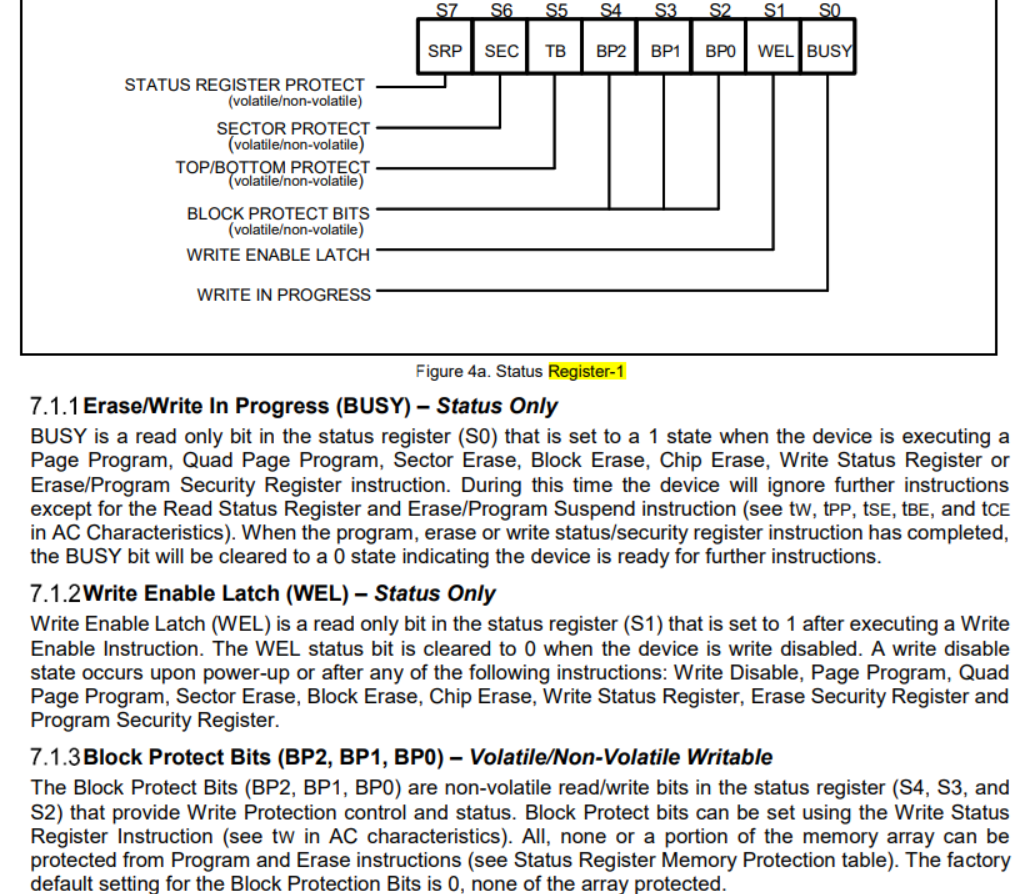 S7 S6 S5 S4 S3 S2 S1 S0
SRP SEC TB BP2 BP1 BP0 WEL BUSY
STATUS REGISTER PROTECT
(volatile/non-volatile)
SECTOR PROTECT
(volatile/non-volatile)
TOP/BOTTOM PROTECT
(volatile/non-volatile)
BLOCK PROTECT BITS
(volatile/non-volatile)
WRITE ENABLE LATCH
WRITE IN PROGRESS
Figure 4a. Status Register-1
7.1.1 Erase/Write In Progress (BUSY) – Status Only
BUSY is a read only bit in the status register (S0) that is set to a 1 state when the device is executing a
Page Program, Quad Page Program, Sector Erase, Block Erase, Chip Erase, Write Status Register or
Erase/Program Security Register instruction. During this time the device will ignore further instructions
except for the Read Status Register and Erase/Program Suspend instruction (see tW, tPP, tSE, tBE, and tCE
in AC Characteristics). When the program, erase or write status/security register instruction has completed,
the BUSY bit will be cleared to a 0 state indicating the device is ready for further instructions.
7.1.2 Write Enable Latch (WEL) – Status Only
Write Enable Latch (WEL) is a read only bit in the status register (S1) that is set to 1 after executing a Write
Enable Instruction. The WEL status bit is cleared to 0 when the device is write disabled. A write disable
state occurs upon power-up or after any of the following instructions: Write Disable, Page Program, Quad
Page Program, Sector Erase, Block Erase, Chip Erase, Write Status Register, Erase Security Register and
Program Security Register.
7.1.3 Block Protect Bits (BP2, BP1, BP0) – Volatile/Non-Volatile Writable
The Block Protect Bits (BP2, BP1, BP0) are non-volatile read/write bits in the status register (S4, S3, and
S2) that provide Write Protection control and status. Block Protect bits can be set using the Write Status
Register Instruction (see tW in AC characteristics). All, none or a portion of the memory array can be
protected from Program and Erase instructions (see Status Register Memory Protection table). The factory
default setting for the Block Protection Bits is 0, none of the array protected.